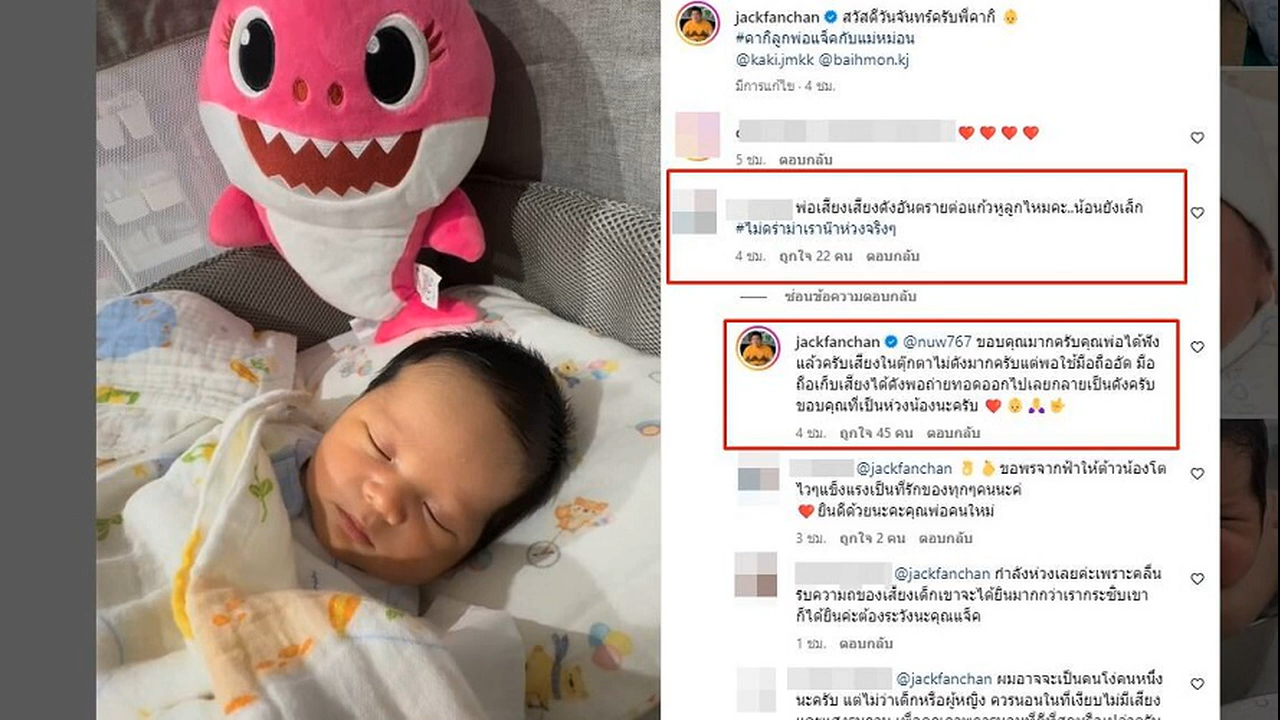 jackfanchan สวัสดีวันจันทร์ครับพี่คากิ 👶
#คากิลูกพ่อแจ็คกับแม่หม่อน
@kaki.jmkk @baihmon.kj
มีการแก้ไข · 4 ชม.
❤️ ❤️ ❤️ ❤️
5 ชม. ตอบกลับ
พ่อเสียงเสียงดังอันตรายต่อแก้วหูลูกไหมคะ..น้อนยังเล็ก
#ไม่ดราม่าเราน๊าห่วงจริงๆ
4 ชม. ถูกใจ 22 คน ตอบกลับ
ซ่อนข้อความตอบกลับ
jackfanchan @nuw767 ขอบคุณมากครับคุณพ่อได้ฟัง
แล้วครับเสียงในตุ๊กตาไม่ดังมากครับแต่พอใช้มือถืออัด มือ
ถือเก็บเสียงได้ดังพอถ่ายทอดออกไปเลยกลายเป็นดังครับ
ขอบคุณที่เป็นห่วงน้องนะครับ ❤️ 👶 🙏 🤟
4 ชม. ถูกใจ 45 คน ตอบกลับ
@jackfanchan ขอพรจากฟ้าให้ต้าวน้องโต
ไวๆแข็งแรงเป็นที่รักของทุกๆคนนะค่
❤️ ยินดีด้วยนะคะคุณพ่อคนใหม่
3 ชม. ถูกใจ 2 คน ตอบกลับ
@jackfanchan กำลังห่วงเลยค่ะเพราะคลื่น
รับความถของเสียงเด็กเขาจะได้ยินมากกว่าเรากระซิบเขา
ก็ได้ยินค่ะต้องระวังนะคุณแจ็ค
1 ชม. ตอบกลับ
@jackfanchan ผมอาจจะเป็นคนโง่คนหนึ่ง
นะครับ แต่ไม่ว่าเด็กหรือผู้หญิง ควรนอนในที่เงียบไม่มีเสียง